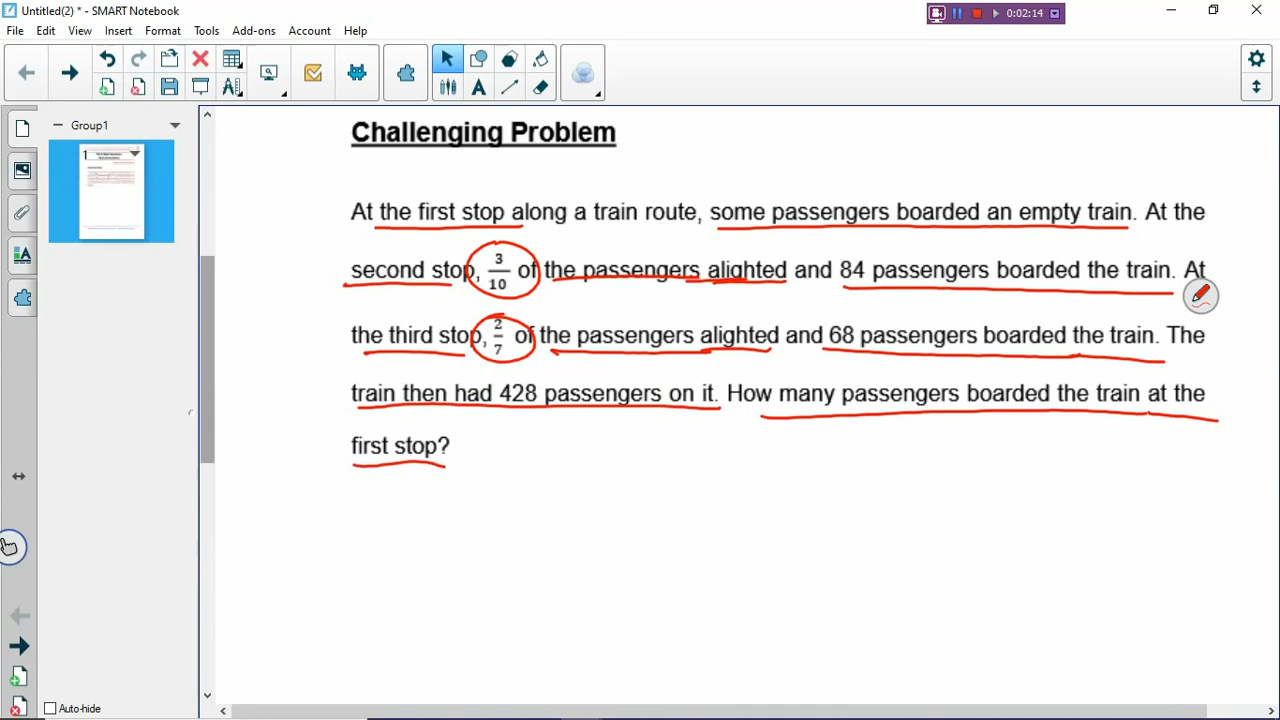 Untitled(2) * - SMART Notebook
00:02:14
File Edit View Insert Format Tools Add-ons Account Help
Group1
1
Challenging Problem
At the first stop along a train route, some passengers boarded an empty train. At the
second stop, 3/10 of the passengers alighted and 84 passengers boarded the train. At
the third stop, 2/7 of the passengers alighted and 68 passengers boarded the train. The
train then had 428 passengers on it. How many passengers boarded the train at the
first stop?
Auto-hide